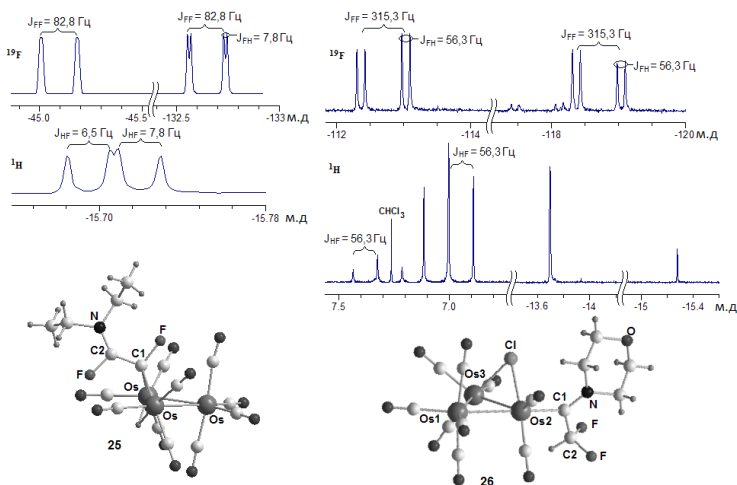 J_FF = 82,8 Гц
J_FF = 82,8 Гц
J_FH = 7,8 Гц
¹⁹F
-45.0
-45.5
-132.5
-133
м.д
J_HF = 6,5 Гц
J_HF = 7,8 Гц
¹H
-15.70
-15.78
м.д
J_FF = 315,3 Гц
J_FH = 56,3 Гц
J_FF = 315,3 Гц
J_FH = 56,3 Гц
¹⁹F
-112
-114
-118
-120
м.д
¹H
J_HF = 56,3 Гц
CHCl₃
J_HF = 56,3 Гц
7.5
7.0
-13.6
-14
-15
-15.4
м.д
N
F
C2
C1
F
Os
Os
Os
25
Cl
O
Os3
C1
N
Os1
Os2
F
C2
F
26